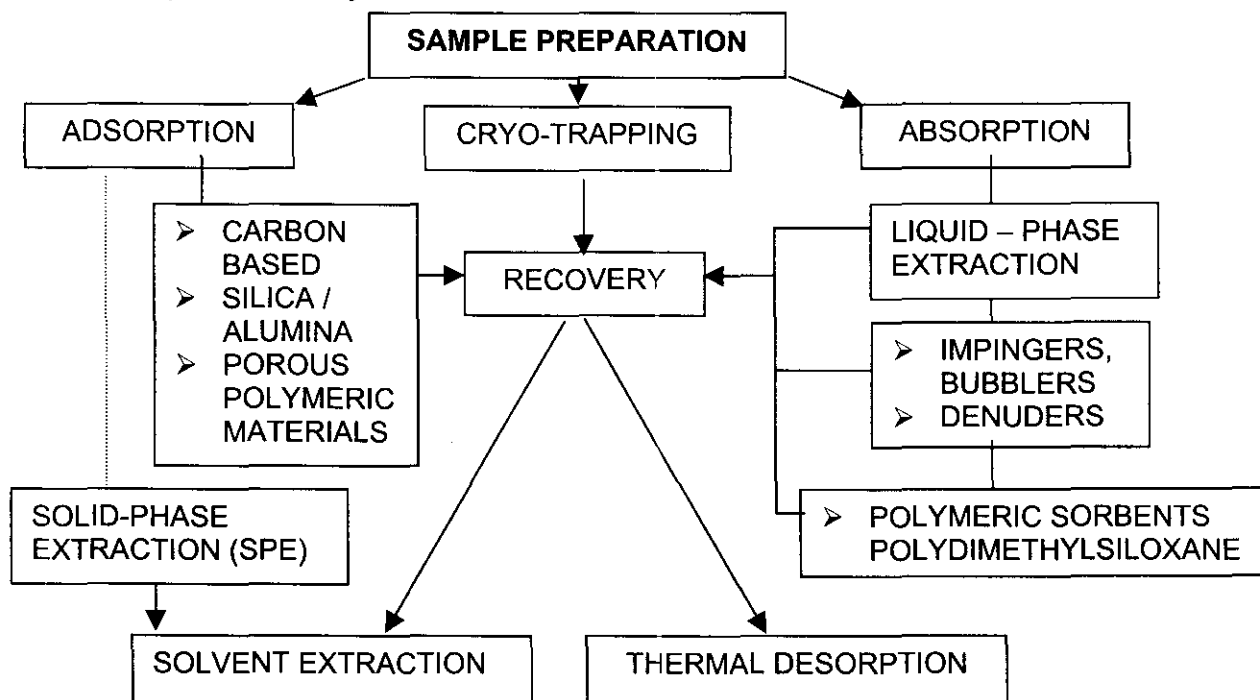 SAMPLE PREPARATION
ADSORPTION
CRYO-TRAPPING
ABSORPTION
➢ CARBON
BASED
➢ SILICA /
ALUMINA
➢ POROUS
POLYMERIC
MATERIALS
RECOVERY
LIQUID – PHASE
EXTRACTION
➢ IMPINGERS,
BUBBLERS
➢ DENUDERS
SOLID-PHASE
EXTRACTION (SPE)
➢ POLYMERIC SORBENTS
POLYDIMETHYLSILOXANE
SOLVENT EXTRACTION
THERMAL DESORPTION